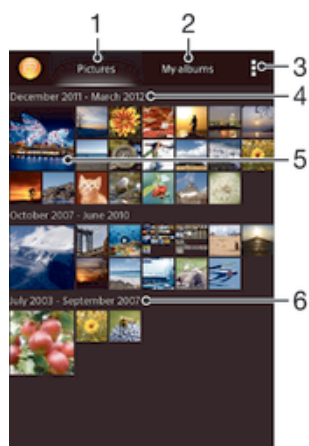 1
2
Pictures
My albums
3
December 2011 - March 2012
4
5
October 2007 - June 2010
July 2003 - September 2007
6